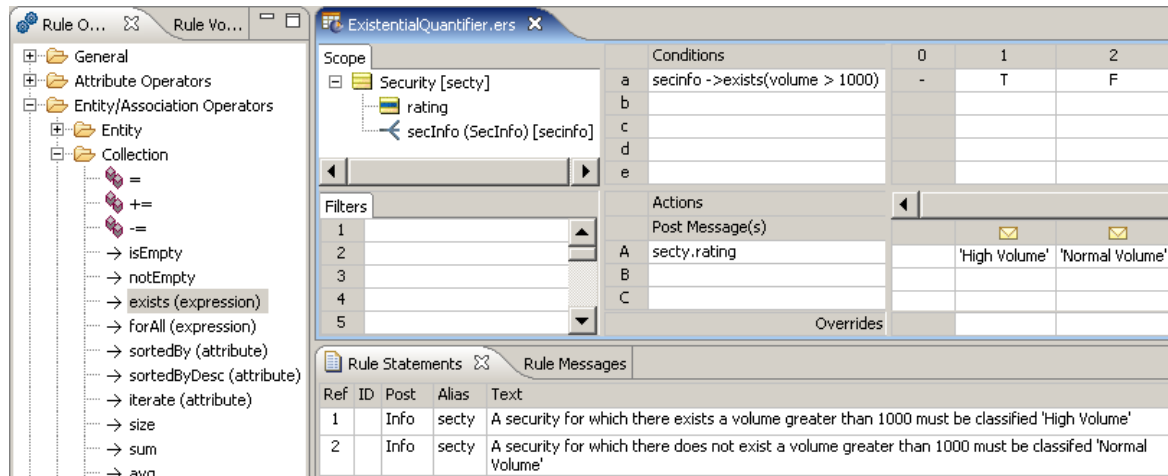 Rule O...
Rule Vo...
General
Attribute Operators
Entity/Association Operators
Entity
Collection
=
+=
-=
isEmpty
notEmpty
exists (expression)
forAll (expression)
sortedBy (attribute)
sortedByDesc (attribute)
iterate (attribute)
size
sum
avg
ExistentialQuantifier.ers
Scope
Security [secty]
rating
secInfo (SecInfo) [secinfo]
Filters
1
2
3
4
5
Conditions 0 1 2
a secinfo ->exists(volume > 1000) - T F
b
c
d
e
Actions
Post Message(s)
A secty.rating 'High Volume' 'Normal Volume'
B
C
Overrides
Rule Statements Rule Messages
Ref ID Post Alias Text
1 Info secty A security for which there exists a volume greater than 1000 must be classified 'High Volume'
2 Info secty A security for which there does not exist a volume greater than 1000 must be classifed 'Normal
Volume'